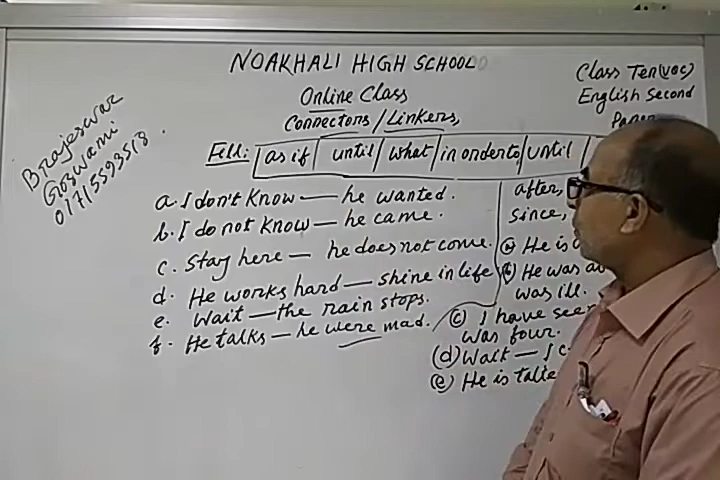 NOAKHALI HIGH SCHOOL
Online Class
Connectors / Linkers,
Class Ten (VOC)
English Second
Paper
Brajeswar
Goswami
01715593518
Fill: as if / until / what / in order to / until /
a. I don't know — he wanted.
b. I do not know — he came.
c. Stay here — he does not come.
d. He works hard — shine in life
e. Wait — the rain stops.
f. He talks — he were mad.
after,
since,
(a) He is
(b) He was
was ill.
(c) I have
was four.
(d) Wait — I
(e) He is